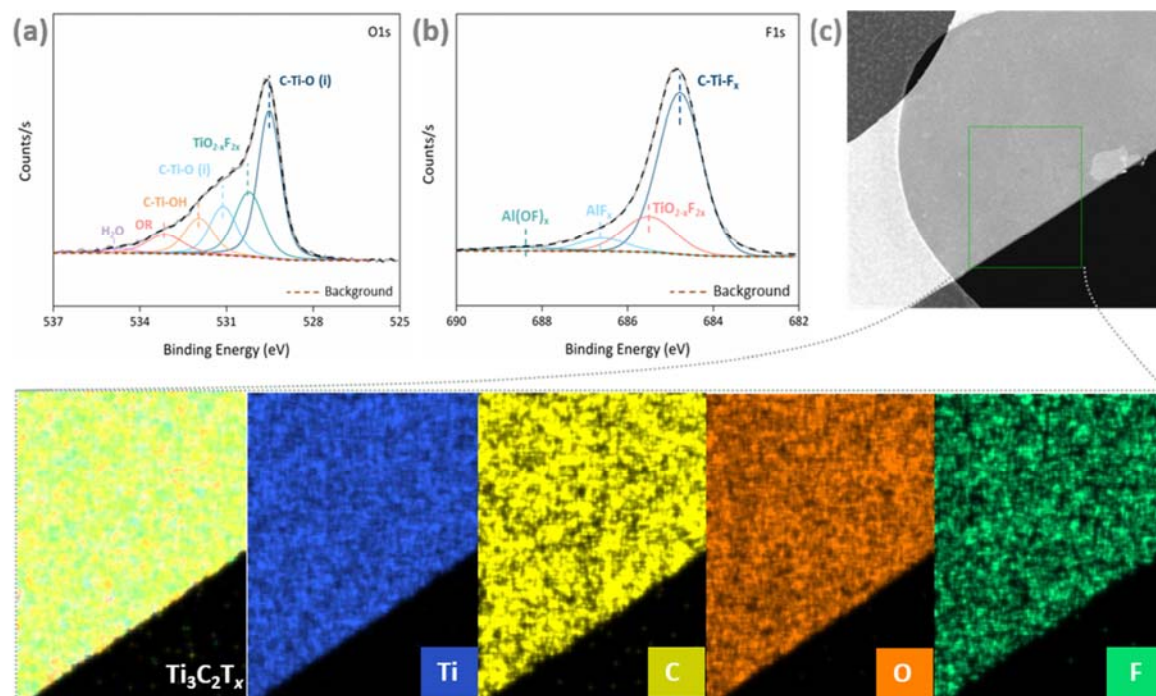 (a)
O1s
C-Ti-O (i)
TiO₂₋ₓF₂ₓ
C-Ti-O (i)
C-Ti-OH
OR
H₂O
Background
Counts/s
537 534 531 528 525
Binding Energy (eV)
(b)
F1s
C-Ti-Fₓ
TiO₂₋ₓF₂ₓ
AlFₓ
Al(OF)ₓ
Background
Counts/s
690 688 686 684 682
Binding Energy (eV)
(c)
Ti₃C₂Tₓ
Ti
C
O
F